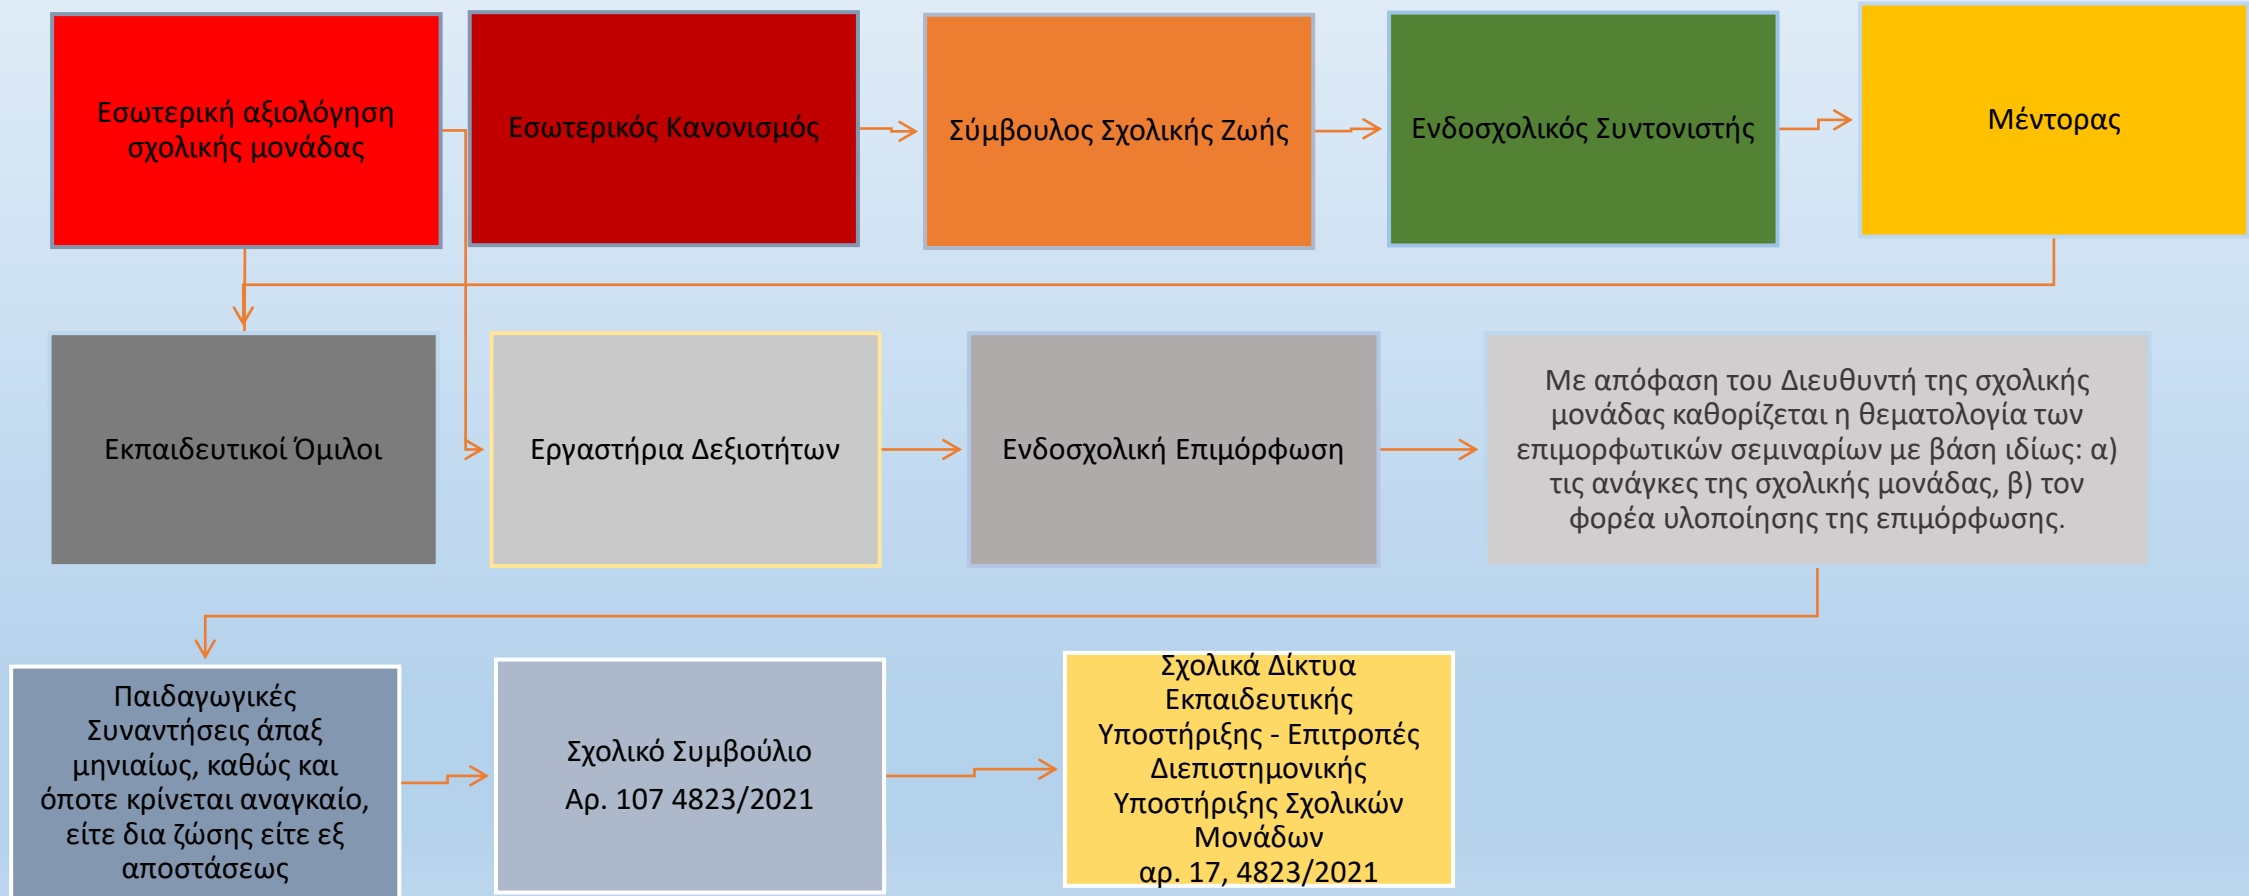 Εσωτερική αξιολόγηση
σχολικής μονάδας
Εσωτερικός Κανονισμός
Σύμβουλος Σχολικής Ζωής
Ενδοσχολικός Συντονιστής
Μέντορας
Εκπαιδευτικοί Όμιλοι
Εργαστήρια Δεξιοτήτων
Ενδοσχολική Επιμόρφωση
Με απόφαση του Διευθυντή της σχολικής
μονάδας καθορίζεται η θεματολογία των
επιμορφωτικών σεμιναρίων με βάση ιδίως: α)
τις ανάγκες της σχολικής μονάδας, β) τον
φορέα υλοποίησης της επιμόρφωσης.
Παιδαγωγικές
Συναντήσεις άπαξ
μηνιαίως, καθώς και
όποτε κρίνεται αναγκαίο,
είτε δια ζώσης είτε εξ
αποστάσεως
Σχολικό Συμβούλιο
Αρ. 107 4823/2021
Σχολικά Δίκτυα
Εκπαιδευτικής
Υποστήριξης - Επιτροπές
Διεπιστημονικής
Υποστήριξης Σχολικών
Μονάδων
αρ. 17, 4823/2021